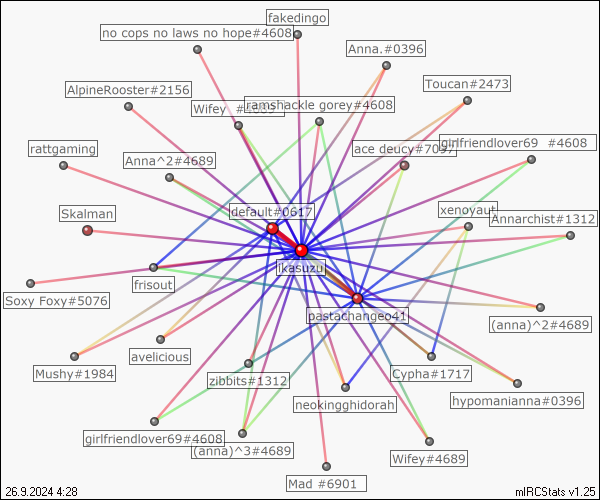 fakedingo
no cops no laws no hope#4608
Anna.#0396
Toucan#2473
AlpineRooster#2156
Wifey #4689
ramshackle gorey#4608
girlfriendlover69 #4608
rattgaming
Anna^2#4689
ace deucy#7097
Skalman
default#0617
xenoyaut
Annarchist#1312
ikasuzu
frisout
Soxy Foxy#5076
pastachangeo41
(anna)^2#4689
Mushy#1984
avelicious
zibbits#1312
Cypha#1717
neokingghidorah
hypomanianna#0396
girlfriendlover69#4608
(anna)^3#4689
Wifey#4689
Mad #6901
26.9.2024 4:28
mIRCStats v1.25